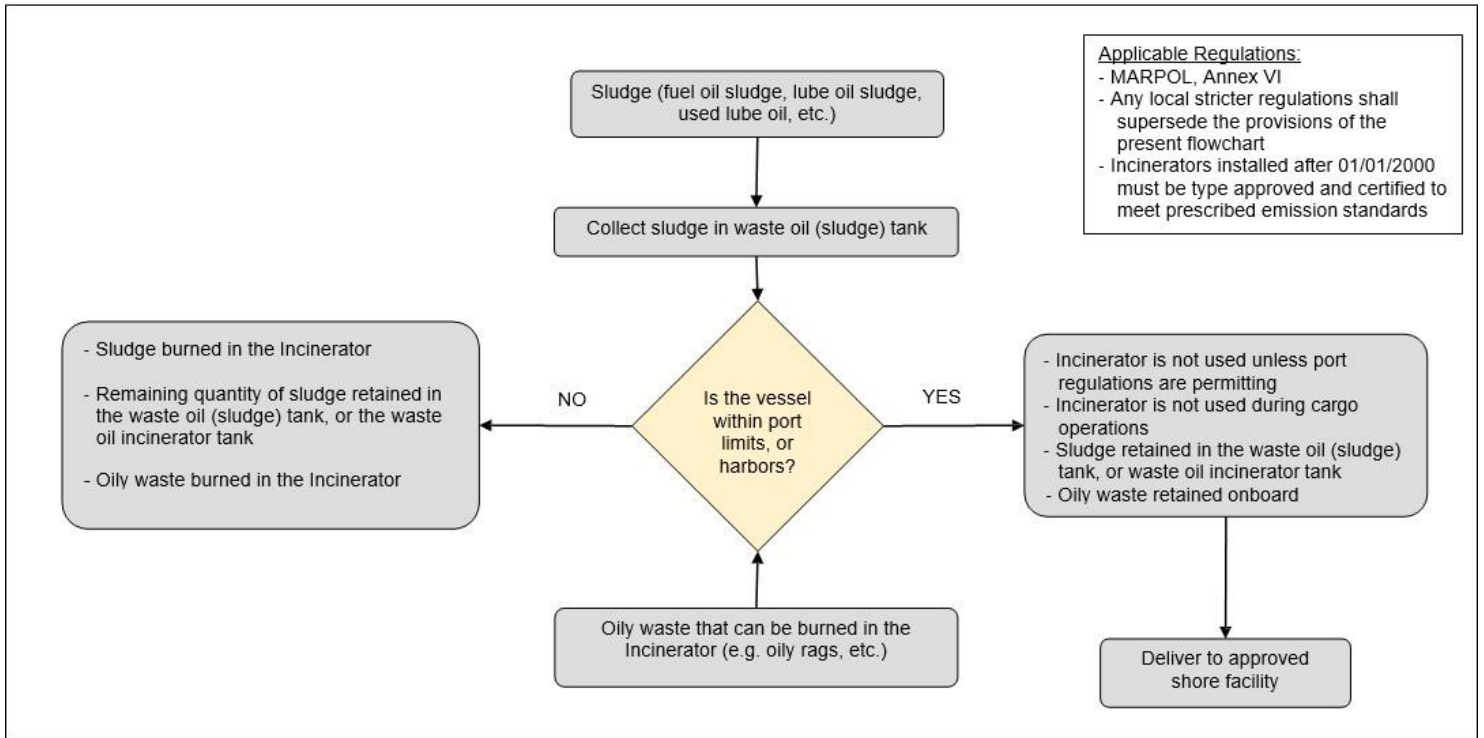 Applicable Regulations:
- MARPOL, Annex VI
- Any local stricter regulations shall
supersede the provisions of the
present flowchart
- Incinerators installed after 01/01/2000
must be type approved and certified to
meet prescribed emission standards
Sludge (fuel oil sludge, lube oil sludge,
used lube oil, etc.)
Collect sludge in waste oil (sludge) tank
Is the vessel
within port
limits, or
harbors?
NO
- Sludge burned in the Incinerator
- Remaining quantity of sludge retained in
the waste oil (sludge) tank, or the waste
oil incinerator tank
- Oily waste burned in the Incinerator
YES
- Incinerator is not used unless port
regulations are permitting
- Incinerator is not used during cargo
operations
- Sludge retained in the waste oil (sludge)
tank, or waste oil incinerator tank
- Oily waste retained onboard
Oily waste that can be burned in the
Incinerator (e.g. oily rags, etc.)
Deliver to approved
shore facility